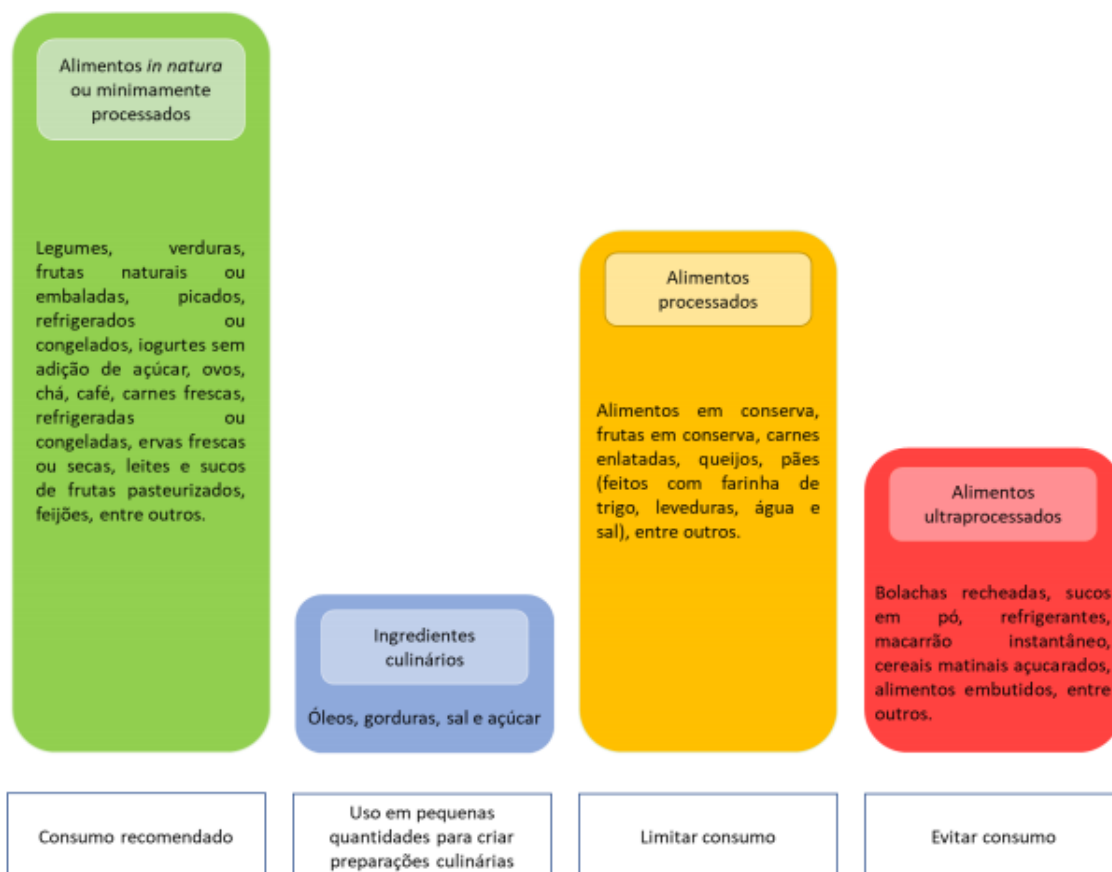 Alimentos in natura
ou minimamente
processados
Legumes, verduras,
frutas naturais ou
embaladas, picados,
refrigerados ou
congelados, iogurtes sem
adição de açúcar, ovos,
chá, café, carnes frescas,
refrigeradas ou
congeladas, ervas frescas
ou secas, leites e sucos
de frutas pasteurizados,
feijões, entre outros.
Ingredientes
culinários
Óleos, gorduras, sal e açúcar
Alimentos
processados
Alimentos em conserva,
frutas em conserva, carnes
enlatadas, queijos, pães
(feitos com farinha de
trigo, leveduras, água e
sal), entre outros.
Alimentos
ultraprocessados
Bolachas recheadas, sucos
em pó, refrigerantes,
macarrão instantâneo,
cereais matinais açucarados,
alimentos embutidos, entre
outros.
Consumo recomendado
Uso em pequenas
quantidades para criar
preparações culinárias
Limitar consumo
Evitar consumo